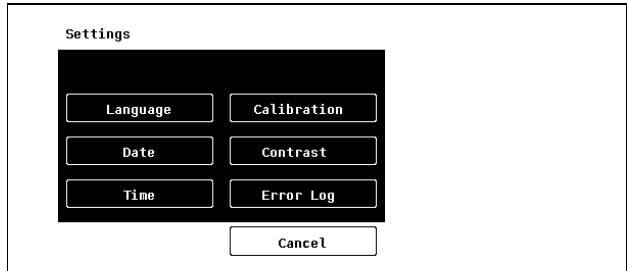 Settings
Language Calibration
Date Contrast
Time Error Log
Cancel